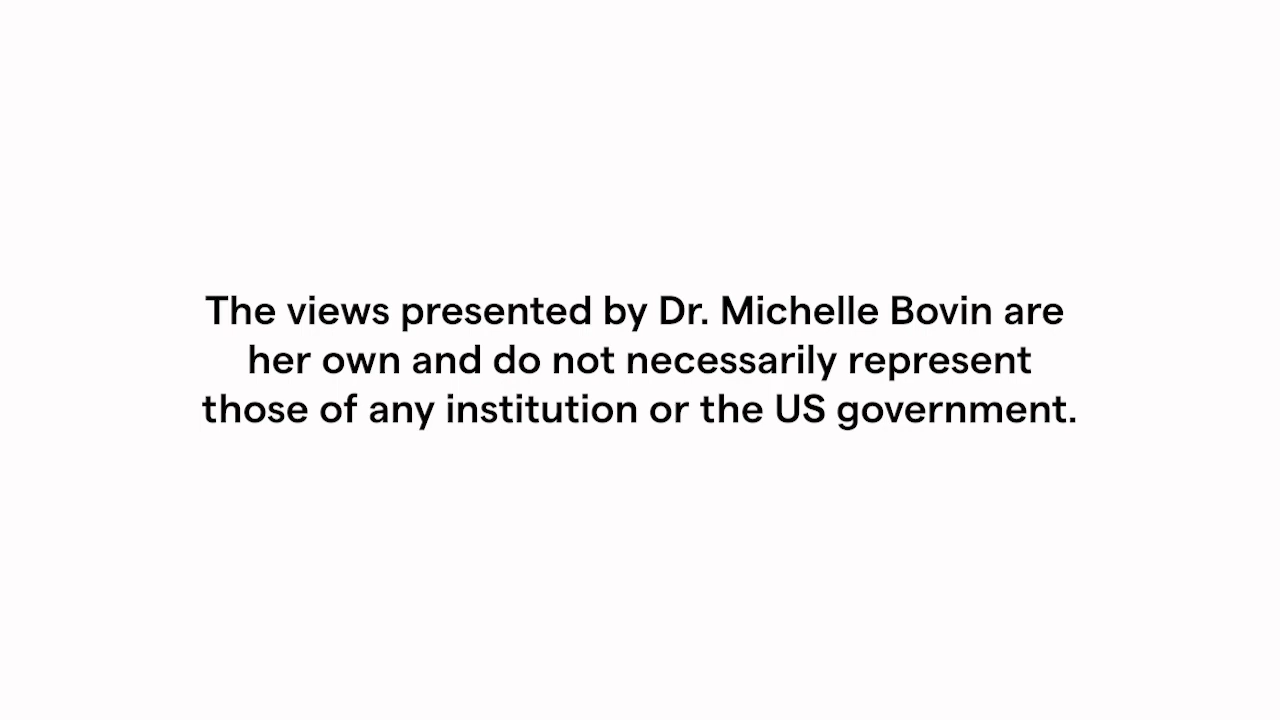 The views presented by Dr. Michelle Bovin are
her own and do not necessarily represent
those of any institution or the US government.